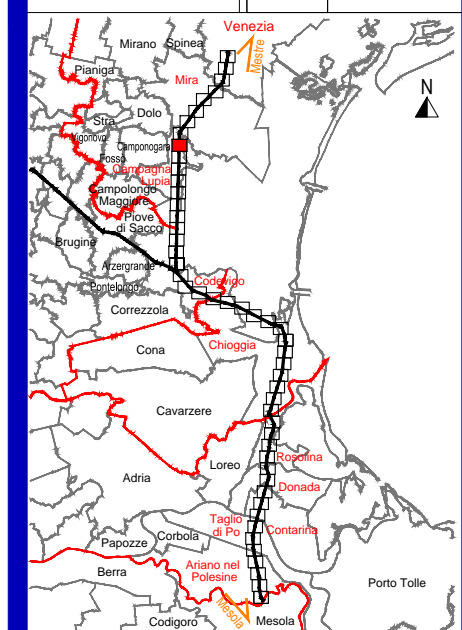 Venezia
Mirano
Spinea
Mestre
Pianiga
Mira
N
Dolo
Stra
Vigonovo
Camponogara
Fosso
Campagna
Lupia
Campolongo
Maggiore
Piove
di Sacco
Brugine
Arzergrande
Codevigo
Pontelongo
Correzzola
Chioggia
Cona
Cavarzere
Rosolina
Loreo
Adria
Donada
Taglio
di Po
Contarina
Corbola
Papozze
Ariano nel
Polesine
Berra
Porto Tolle
Mesola
Mesola
Codigoro